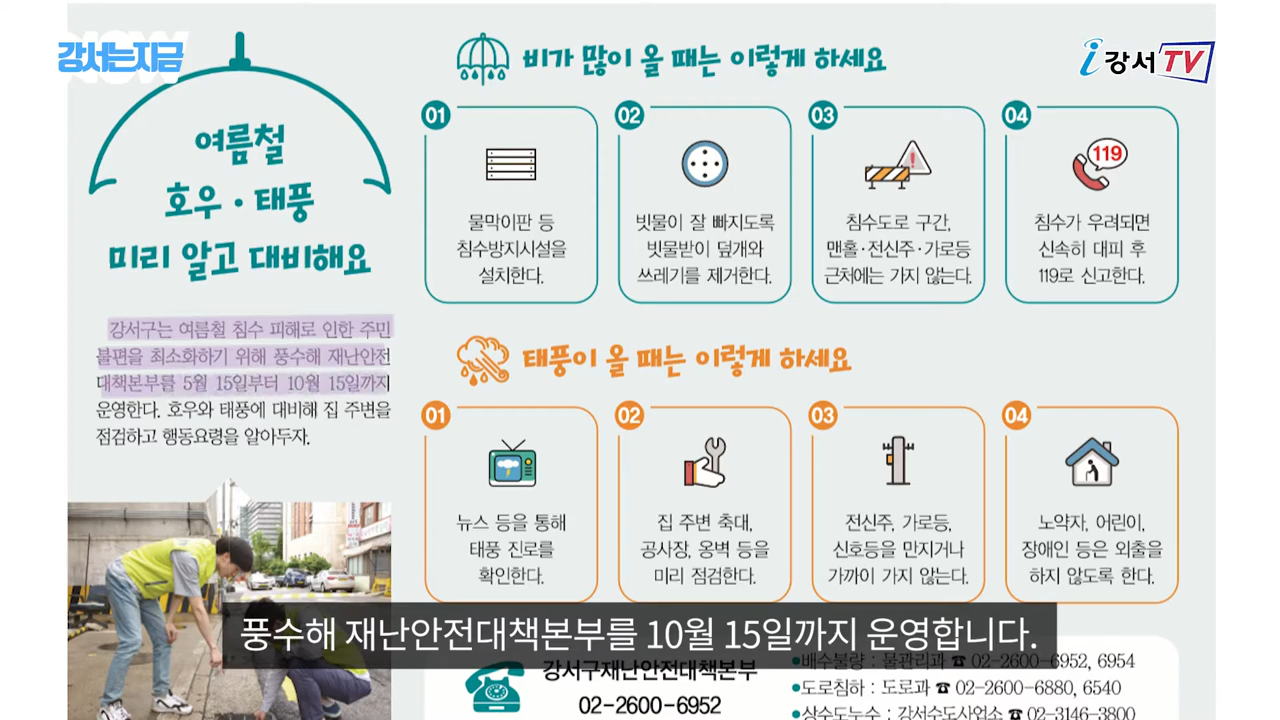 강서는지금
i강서TV
여름철
호우·태풍
미리 알고 대비해요
강서구는 여름철 침수 피해로 인한 주민
불편을 최소화하기 위해 풍수해 재난안전
대책본부를 5월 15일부터 10월 15일까지
운영한다. 호우와 태풍에 대비해 집 주변을
점검하고 행동요령을 알아두자.
비가 많이 올 때는 이렇게 하세요
01
물막이판 등
침수방지시설을
설치한다.
02
빗물이 잘 빠지도록
빗물받이 덮개와
쓰레기를 제거한다.
03
침수도로 구간,
맨홀·전신주·가로등
근처에는 가지 않는다.
04
119
침수가 우려되면
신속히 대피 후
119로 신고한다.
태풍이 올 때는 이렇게 하세요
01
뉴스 등을 통해
태풍 진로를
확인한다.
02
집 주변 축대,
공사장, 옹벽 등을
미리 점검한다.
03
전신주, 가로등,
신호등을 만지거나
가까이 가지 않는다.
04
노약자, 어린이,
장애인 등은 외출을
하지 않도록 한다.
풍수해 재난안전대책본부를 10월 15일까지 운영합니다.
강서구재난안전대책본부
02-2600-6952
•배수불량 : 물관리과 ☎ 02-2600-6952, 6954
•도로침하 : 도로과 ☎ 02-2600-6880, 6540
•상수도누수 : 강서수도사업소 ☎ 02-3146-3800